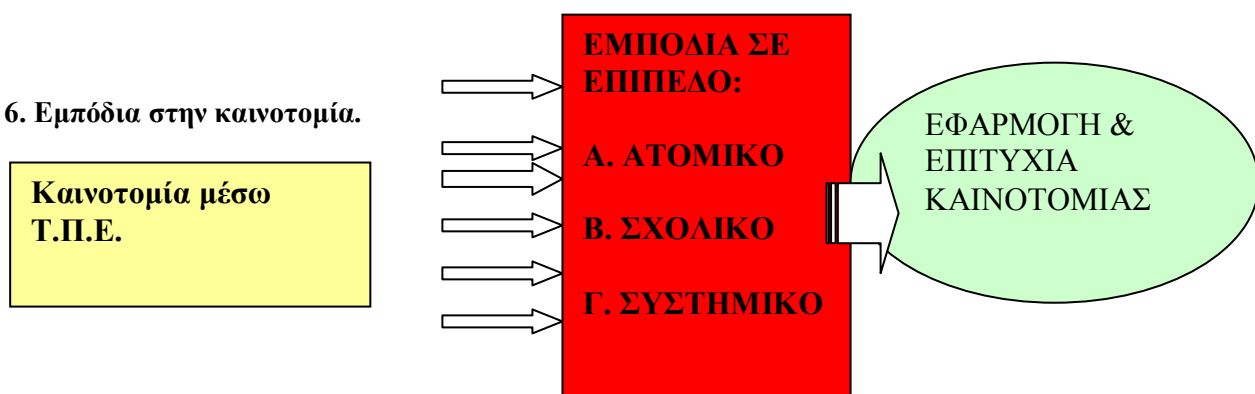 6. Εμπόδια στην καινοτομία.
Καινοτομία μέσω
Τ.Π.Ε.
ΕΜΠΟΔΙΑ ΣΕ
ΕΠΙΠΕΔΟ:
Α. ΑΤΟΜΙΚΟ
Β. ΣΧΟΛΙΚΟ
Γ. ΣΥΣΤΗΜΙΚΟ
ΕΦΑΡΜΟΓΗ &
ΕΠΙΤΥΧΙΑ
ΚΑΙΝΟΤΟΜΙΑΣ